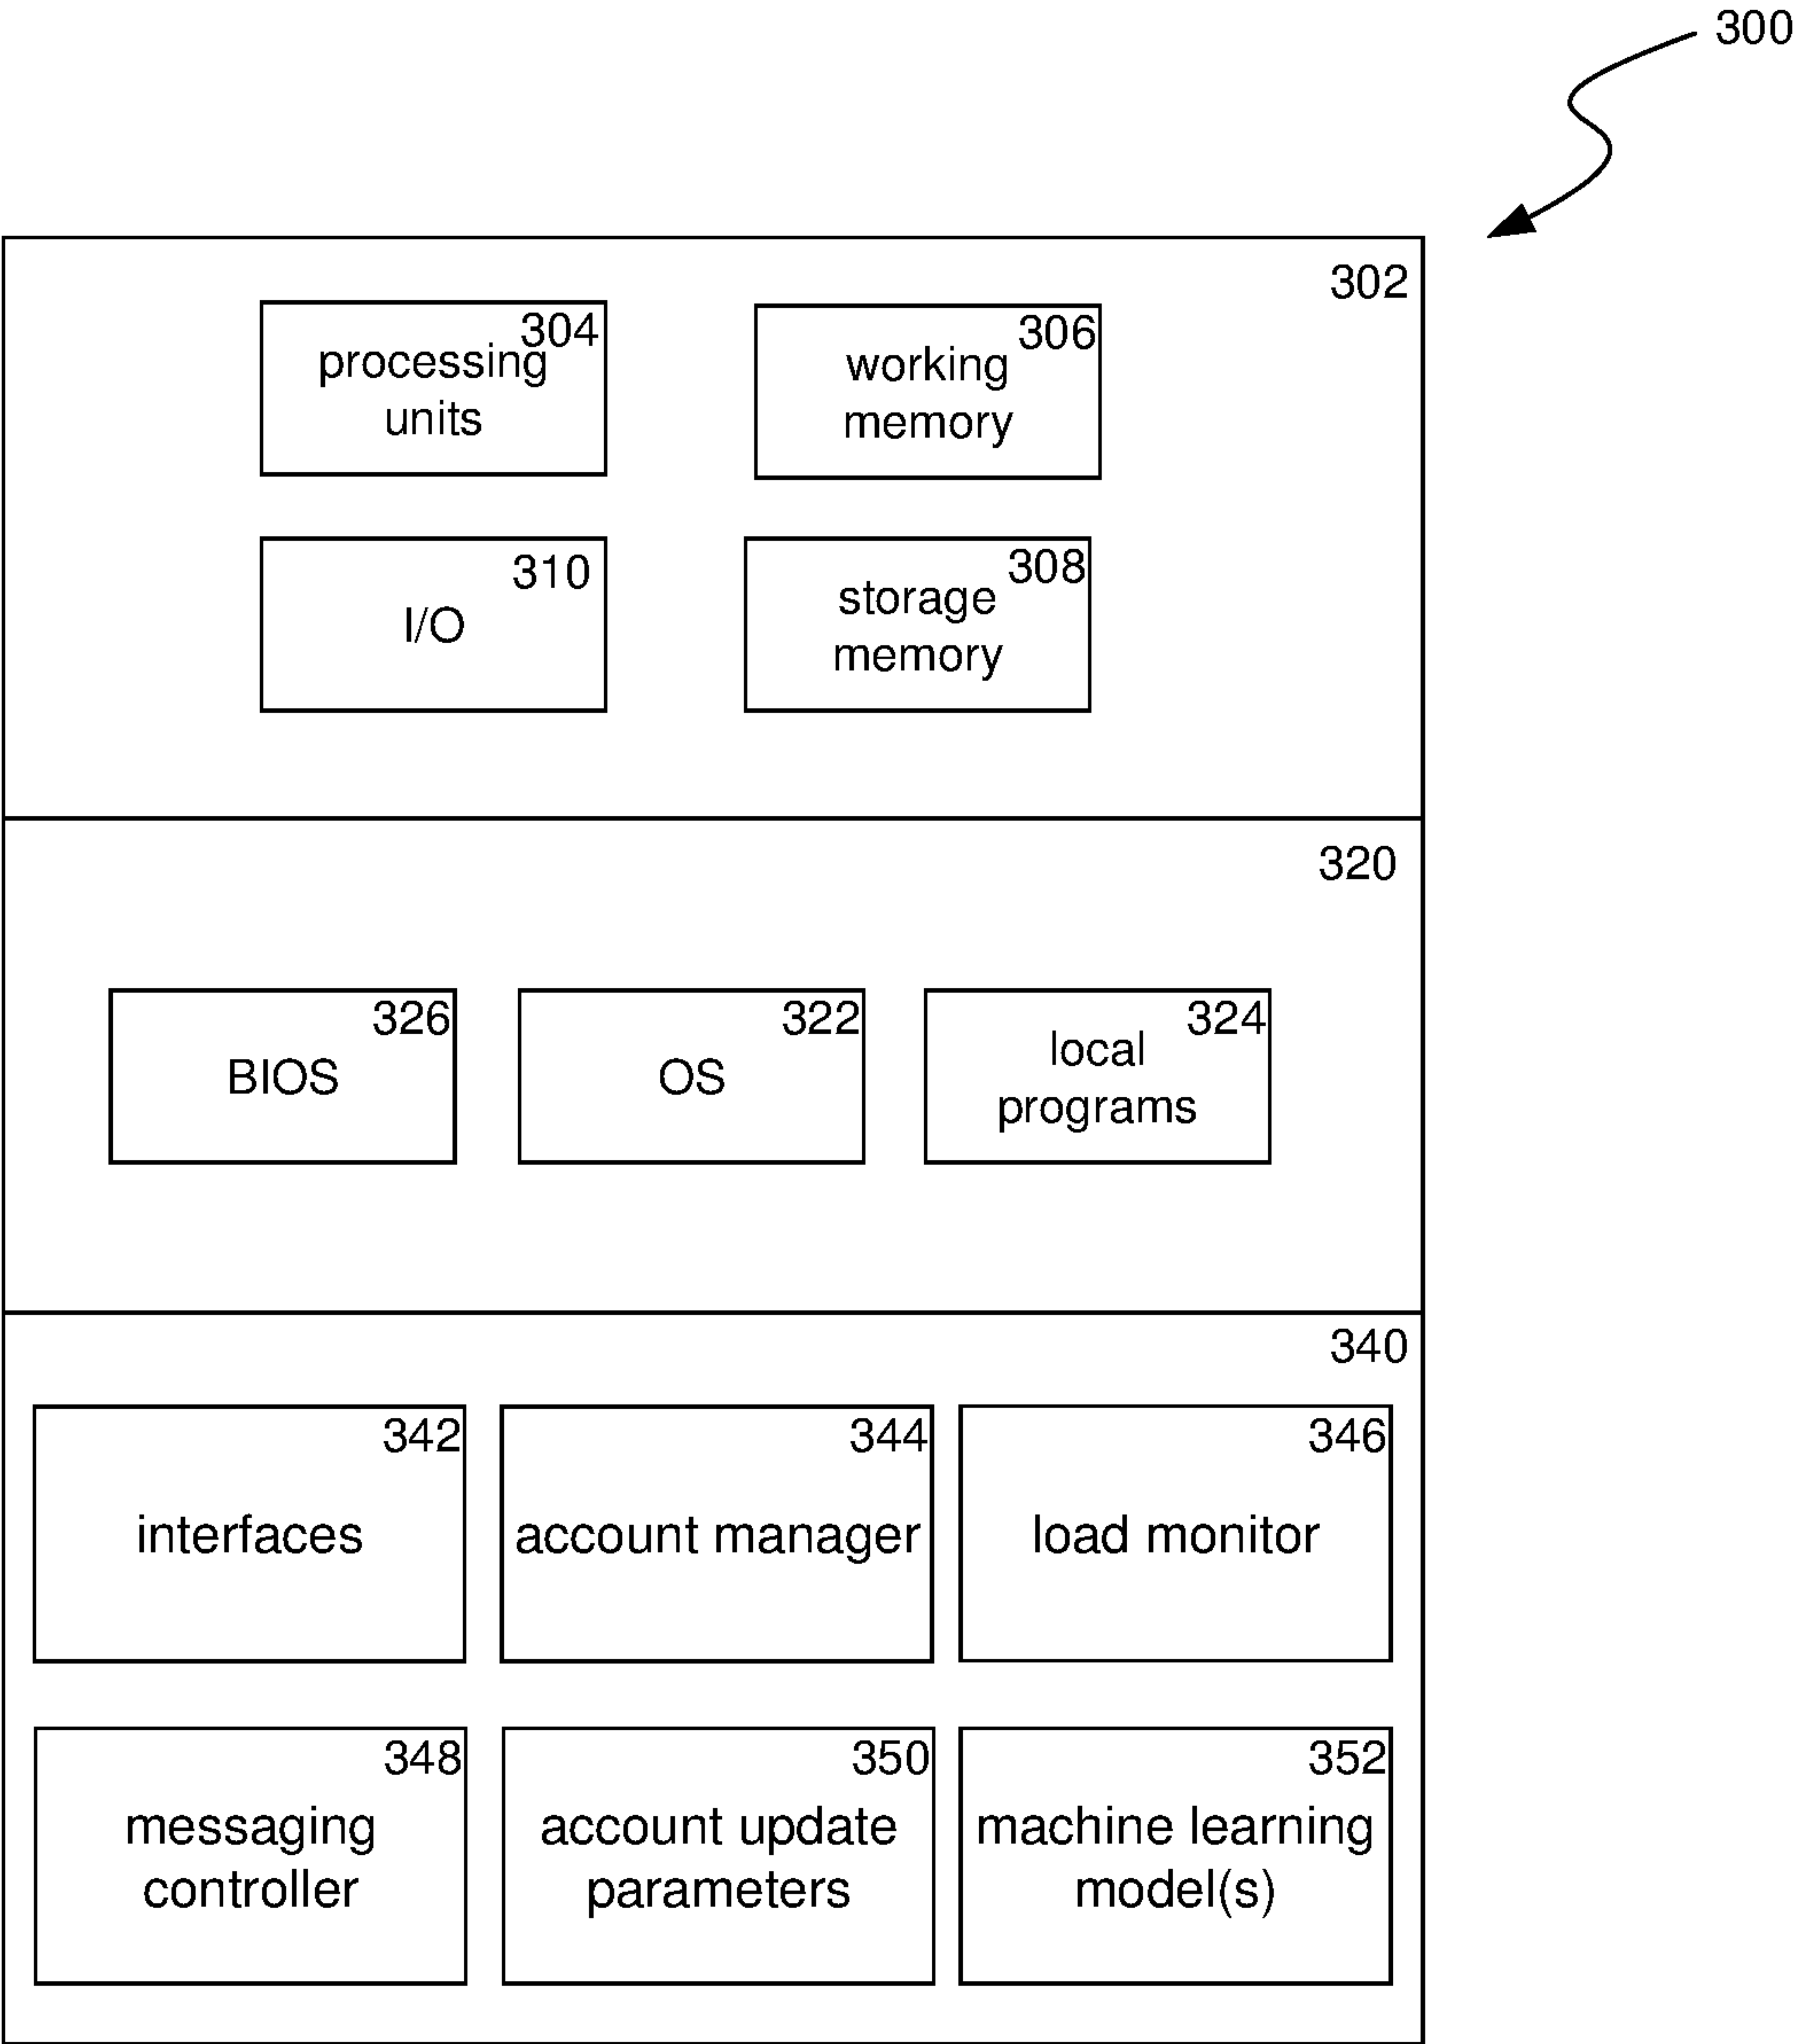 300
302
304
processing
units
306
working
memory
310
I/O
308
storage
memory
320
326
BIOS
322
OS
324
local
programs
340
342
interfaces
344
account manager
346
load monitor
348
messaging
controller
350
account update
parameters
352
machine learning
model(s)